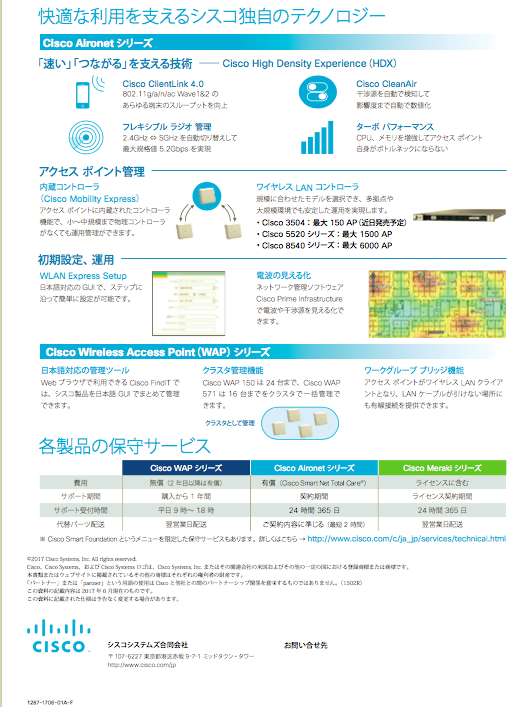 快適な利用を支えるシスコ独自のテクノロジー
Cisco Aironet シリーズ
「速い」「つながる」を支える技術 ── Cisco High Density Experience（HDX）
Cisco ClientLink 4.0
802.11g/a/n/ac Wave1&2 の
あらゆる端末のスループットを向上
Cisco CleanAir
干渉源を自動で検知して
影響度まで自動で数値化
フレキシブル ラジオ 管理
2.4GHz ⇔ 5GHz を自動切り替えして
最大規格値 5.2Gbps を実現
ターボ パフォーマンス
CPU、メモリを増強してアクセス ポイント
自身がボトルネックにならない
アクセス ポイント管理
内蔵コントローラ
（Cisco Mobility Express）
アクセス ポイントに内蔵されたコントローラ
機能で、小〜中規模まで物理コントローラ
がなくても運用管理ができます。
ワイヤレス LAN コントローラ
規模に合わせたモデルを選択でき、多拠点や
大規模環境でも安定した運用を実現します。
・Cisco 3504：最大 150 AP（近日発売予定）
・Cisco 5520 シリーズ：最大 1500 AP
・Cisco 8540 シリーズ：最大 6000 AP
初期設定、運用
WLAN Express Setup
日本語対応の GUI で、ステップに
沿って簡単に設定が可能です。
電波の見える化
ネットワーク管理ソフトウェア
Cisco Prime Infrastructure
で電波や干渉源を見える化で
きます。
Cisco Wireless Access Point（WAP）シリーズ
日本語対応の管理ツール
Web ブラウザで利用できる Cisco FindIT で
は、シスコ製品を日本語 GUI でまとめて管理
できます。
クラスタ管理機能
Cisco WAP 150 は 24 台まで、Cisco WAP
571 は 16 台までをクラスタで一括管理で
きます。
クラスタとして管理
ワークグループ ブリッジ機能
アクセス ポイントがワイヤレス LAN クライア
ントとなり、LAN ケーブルが引けない場所に
も有線接続を提供できます。
各製品の保守サービス
Cisco WAP シリーズ Cisco Aironet シリーズ Cisco Meraki シリーズ
費用 無償（2 年目以降は有償） 有償（Cisco Smart Net Total Care®） ライセンスに含む
サポート期間 購入から 1 年間 契約期間 ライセンス契約期間
サポート受付時間 平日 9 時〜 18 時 24 時間 365 日 24 時間 365 日
代替パーツ配送 翌営業日配送 ご契約内容に準じる（最短 2 時間） 翌営業日配送
※ Cisco Smart Foundation というメニューを指定した保守サービスもあります。詳しくはこちら → http://www.cisco.com/c/ja_jp/services/technical.html
©2017 Cisco Systems, Inc. All rights reserved.
Cisco、Cisco Systems、および Cisco Systems ロゴは、Cisco Systems, Inc. またはその関連会社の米国およびその他の一定の国における登録商標または商標です。
本書類またはウェブサイトに掲載されているその他の商標はそれぞれの権利者の財産です。
「パートナー」または「partner」という用語の使用は Cisco と他社との間のパートナーシップ関係を意味するものではありません。（1502R）
この資料の記載内容は 2017 年 6 月現在のものです。
この資料に記載された仕様は予告なく変更する場合があります。
CISCO
シスコシステムズ合同会社
〒107-6227 東京都港区赤坂 9-7-1 ミッドタウン・タワー
http://www.cisco.com/jp
お問い合せ先
1287-1706-01A-F